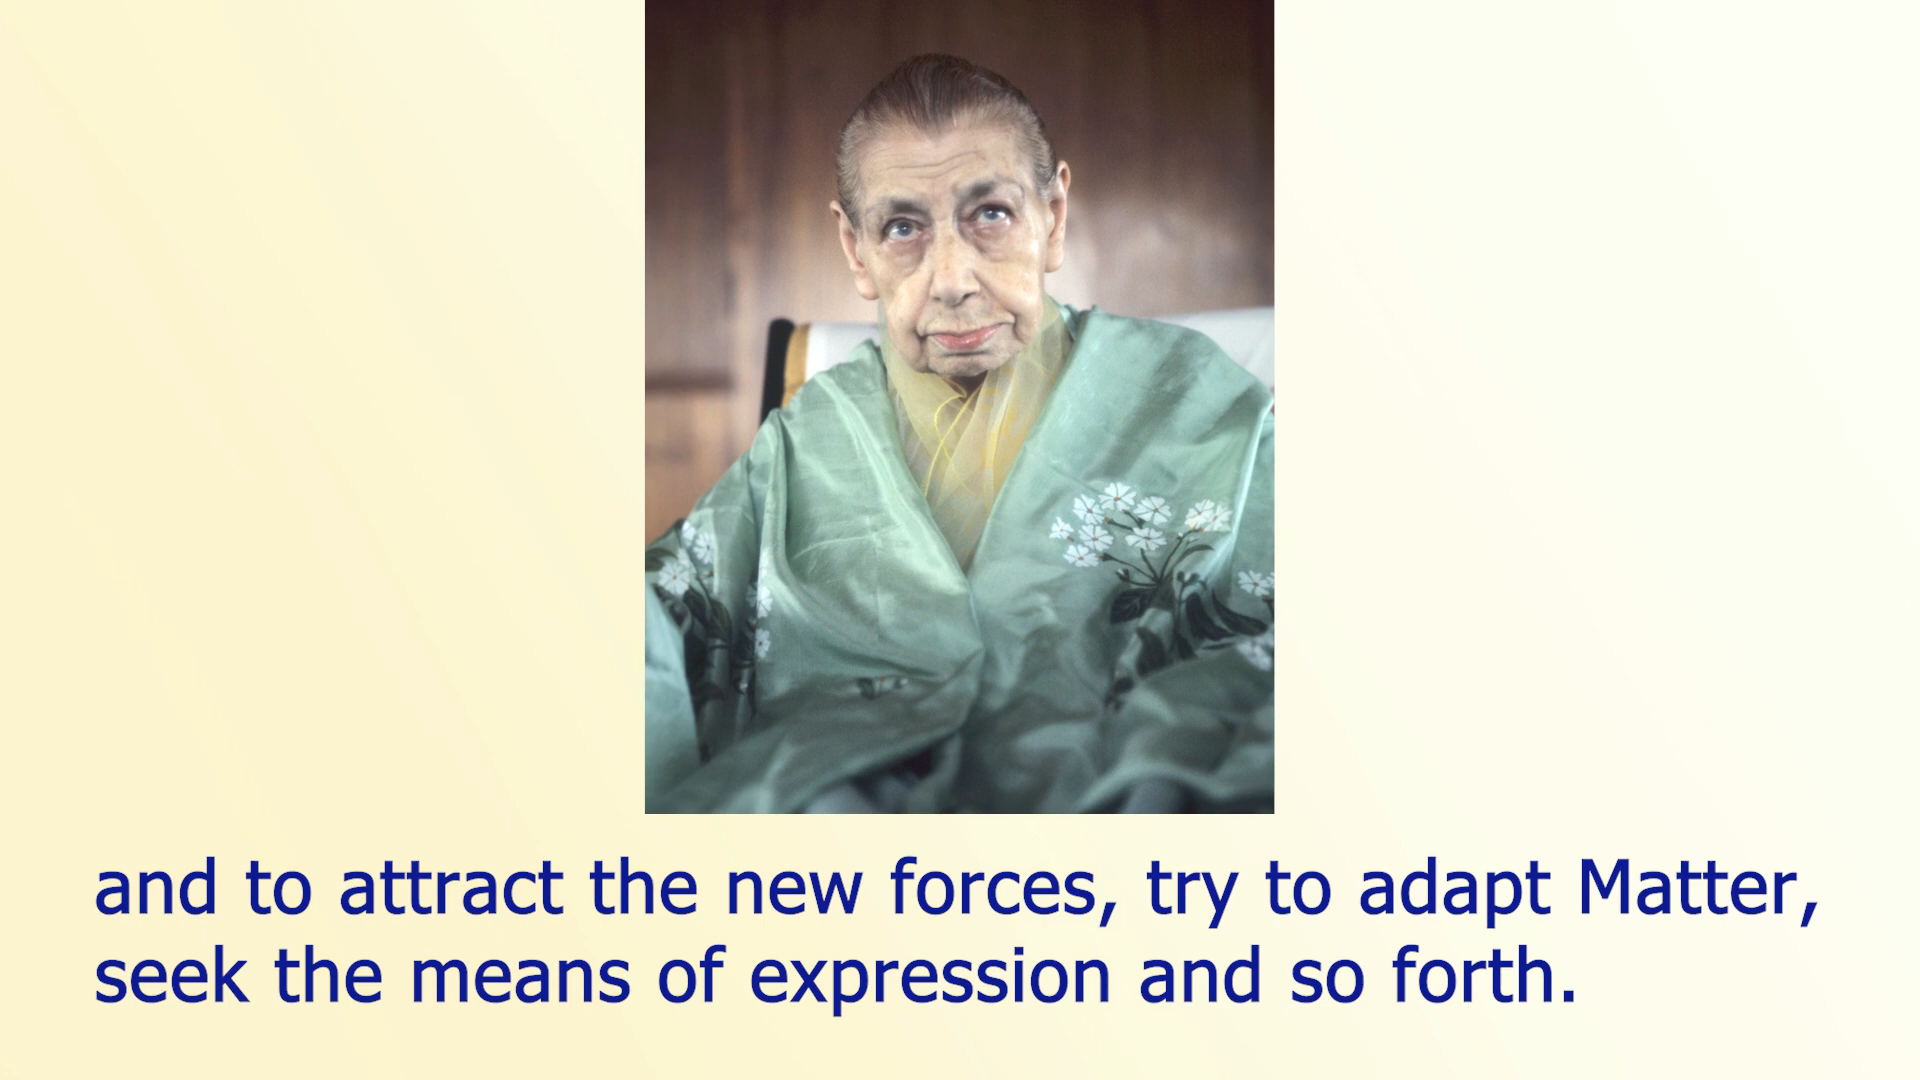 and to attract the new forces, try to adapt Matter,
seek the means of expression and so forth.